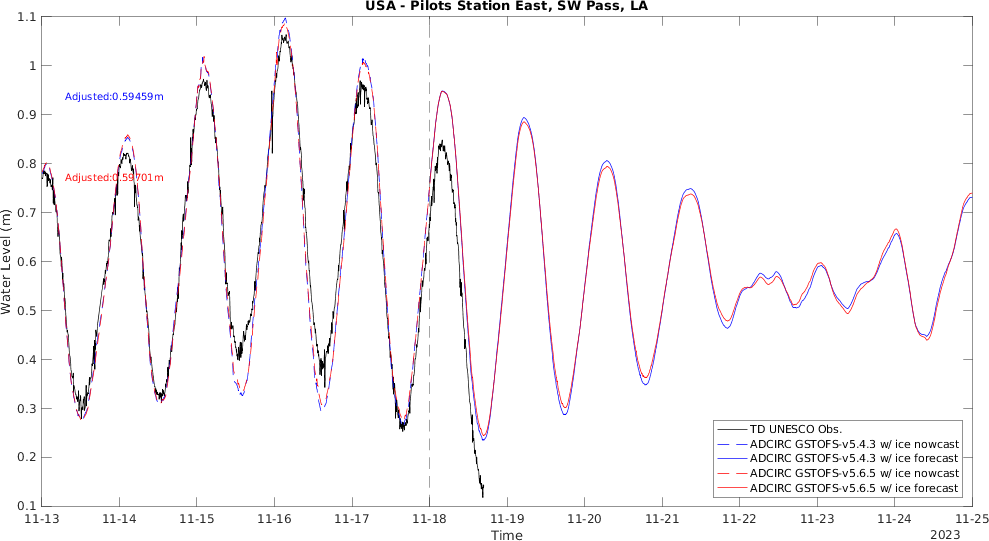 USA - Pilots Station East, SW Pass, LA
1.1
1
0.9
0.8
0.7
0.6
0.5
0.4
0.3
0.2
0.1
Water Level (m)
Adjusted:0.59459m
Adjusted:0.59701m
TD UNESCO Obs.
ADCIRC GSTOFS-v5.4.3 w/ ice nowcast
ADCIRC GSTOFS-v5.4.3 w/ ice forecast
ADCIRC GSTOFS-v5.6.5 w/ ice nowcast
ADCIRC GSTOFS-v5.6.5 w/ ice forecast
11-13 11-14 11-15 11-16 11-17 11-18 11-19 11-20 11-21 11-22 11-23 11-24 11-25
Time
2023